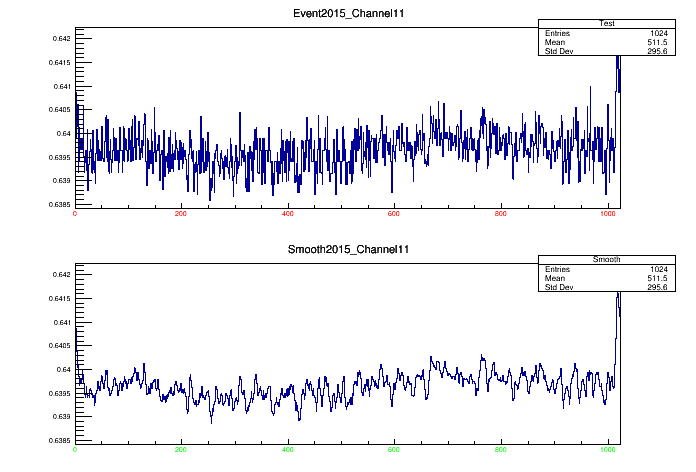 Event2015_Channel11
Test
Entries 1024
Mean 511.5
Std Dev 295.6
0.642
0.6415
0.641
0.6405
0.64
0.6395
0.639
0.6385
0 200 400 600 800 1000
Smooth2015_Channel11
Smooth
Entries 1024
Mean 511.5
Std Dev 295.6
0.642
0.6415
0.641
0.6405
0.64
0.6395
0.639
0.6385
0 200 400 600 800 1000